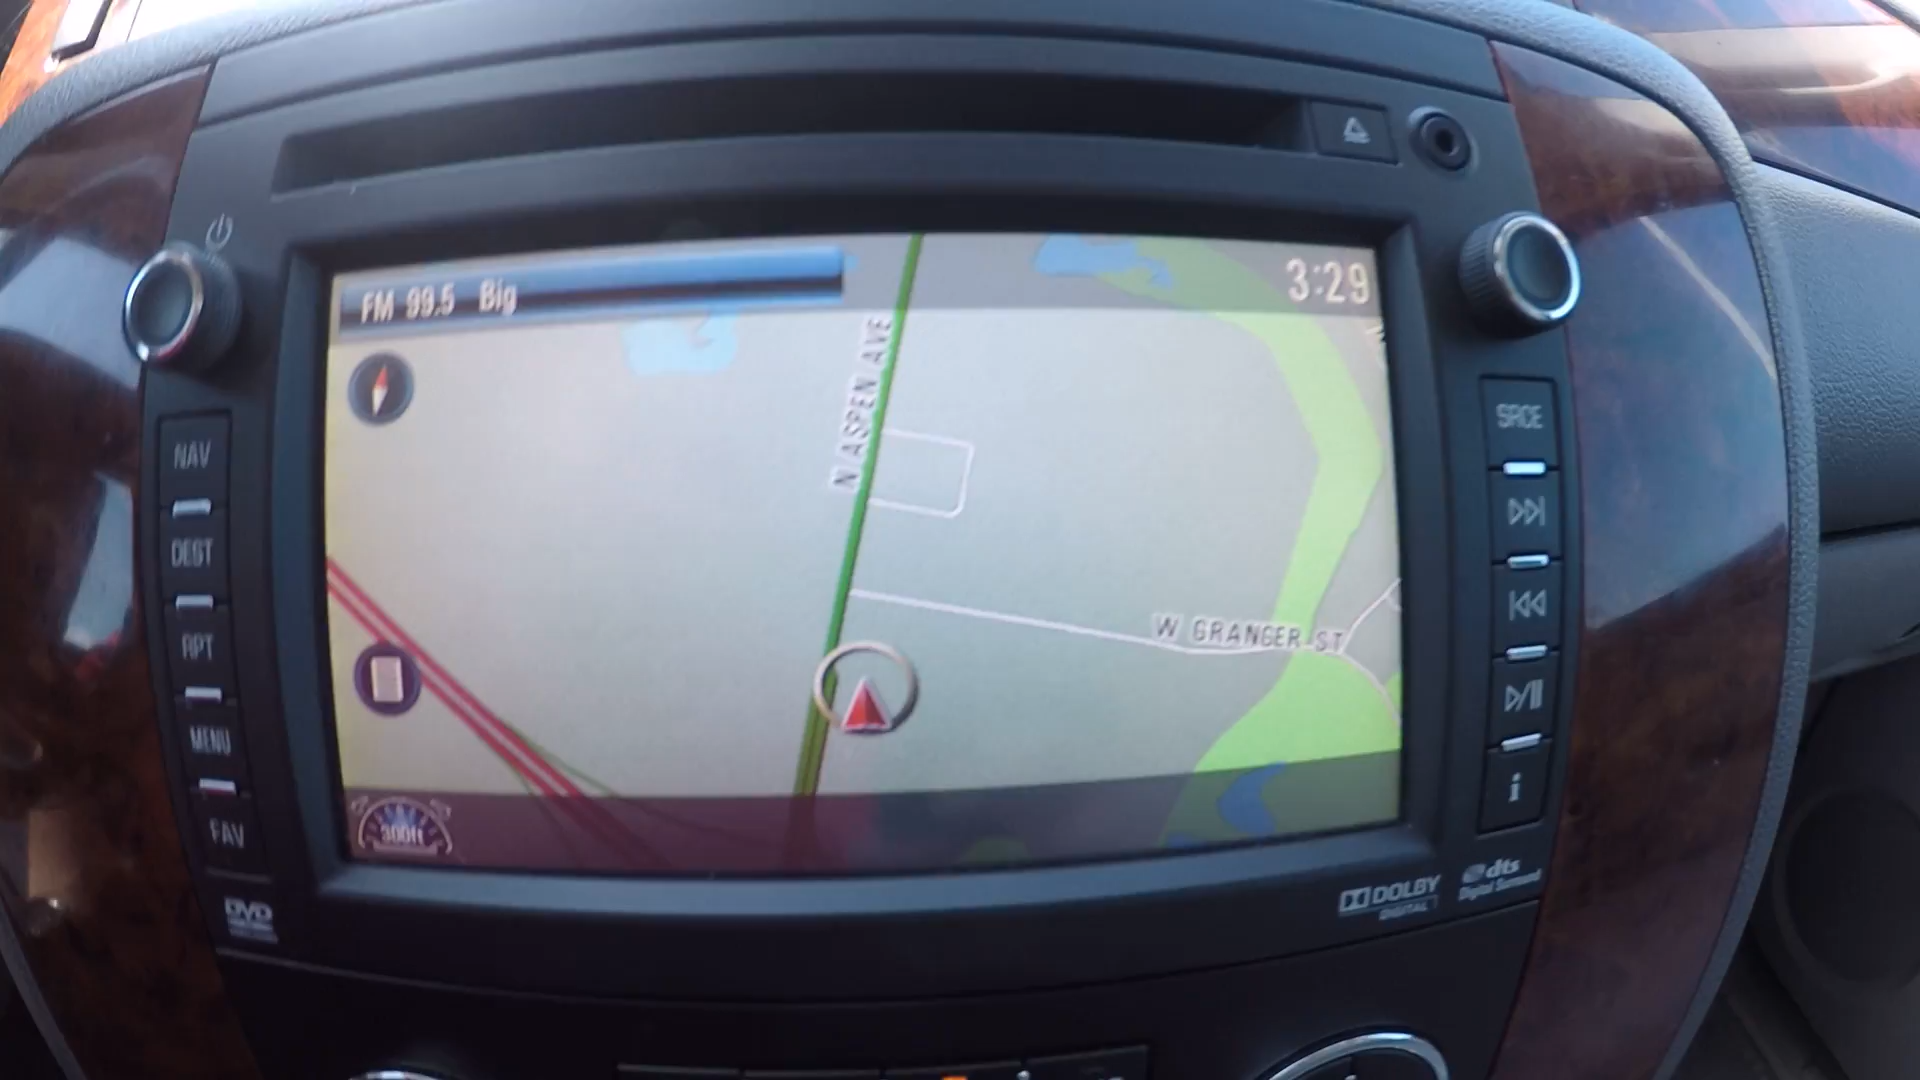 FM 99.5 Big
3:29
N ASPEN AVE
W GRANGER ST
300ft
NAV
DEST
RPT
MENU
FAV
SRCE
i
DVD
DOLBY
DIGITAL
dts
Digital Surround